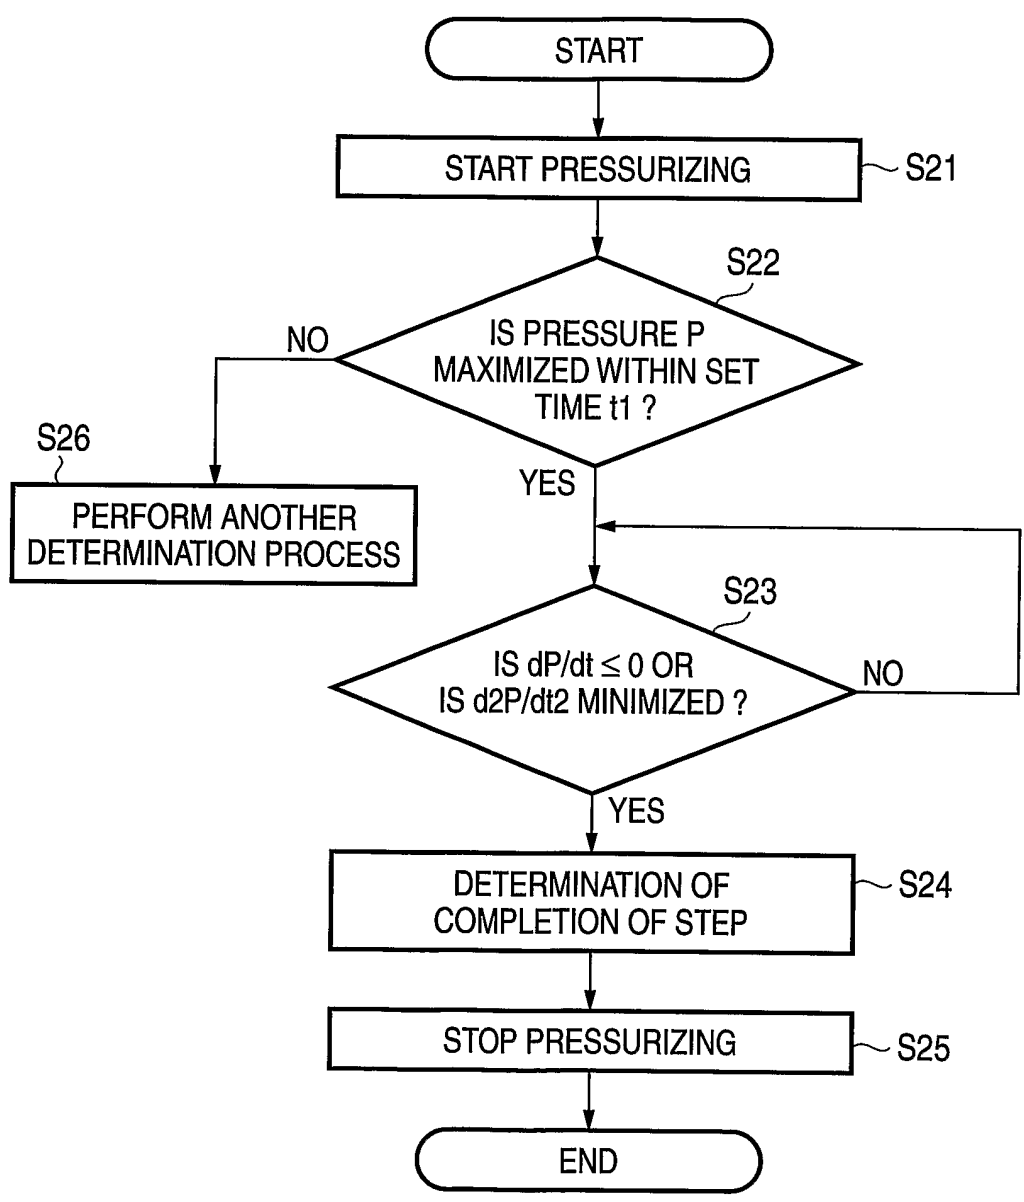 START
START PRESSURIZING
S21
S22
IS PRESSURE P
MAXIMIZED WITHIN SET
TIME t1 ?
NO
S26
YES
PERFORM ANOTHER
DETERMINATION PROCESS
S23
IS dP/dt ≤ 0 OR
IS d2P/dt2 MINIMIZED ?
NO
YES
DETERMINATION OF
COMPLETION OF STEP
S24
STOP PRESSURIZING
S25
END